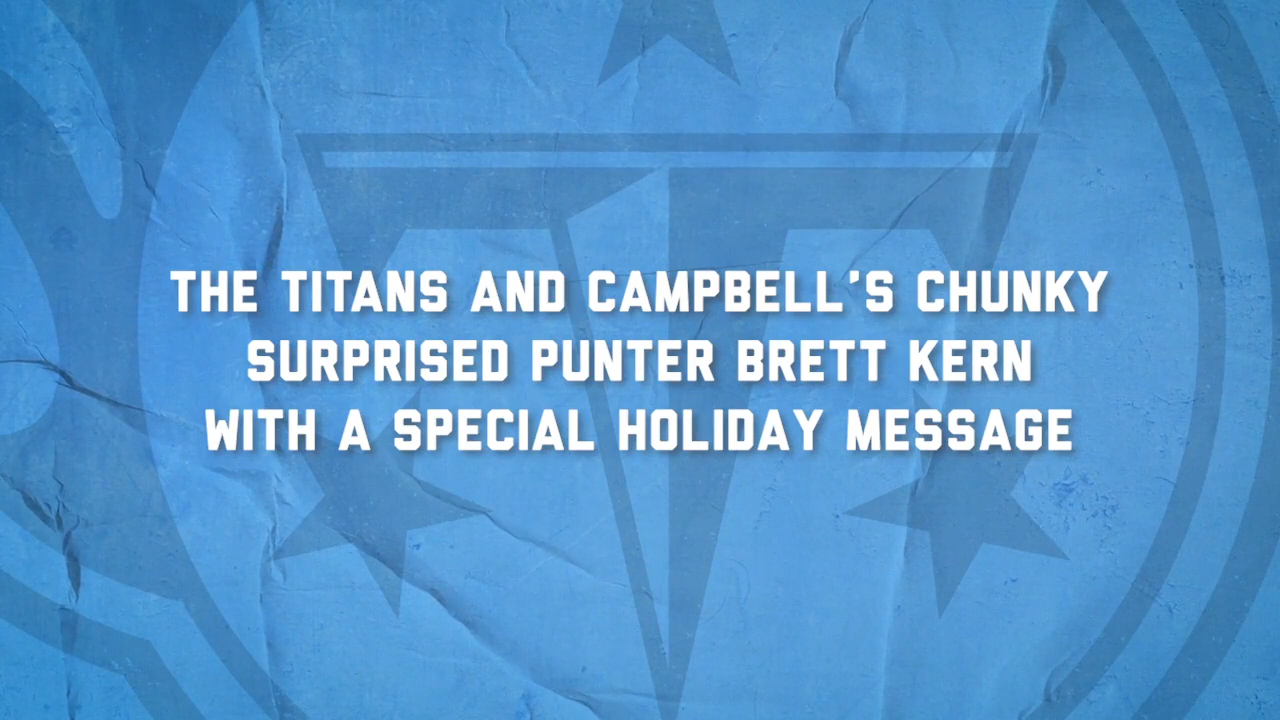 THE TITANS AND CAMPBELL'S CHUNKY
SURPRISED PUNTER BRETT KERN
WITH A SPECIAL HOLIDAY MESSAGE